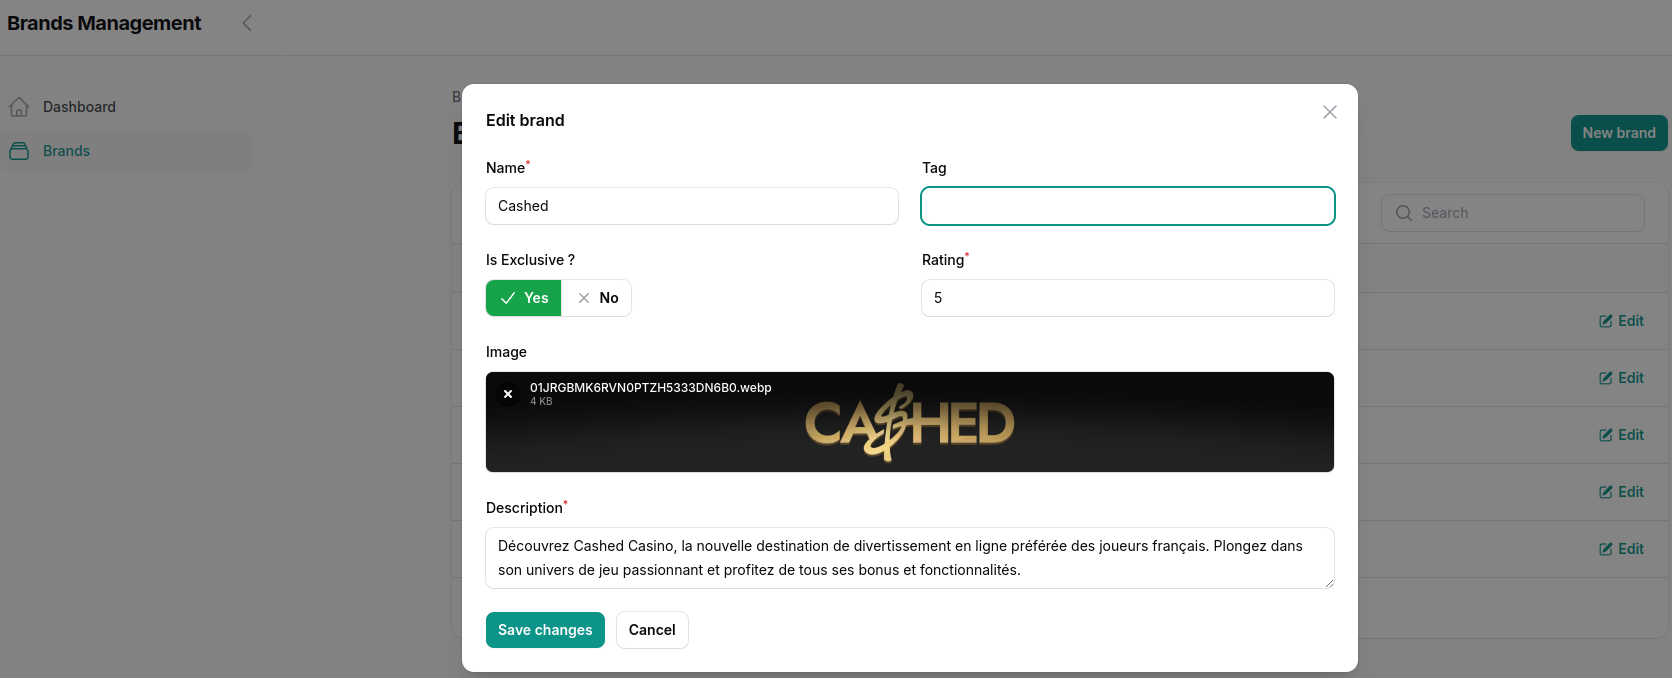 Brands Management
Dashboard
Brands
B
New brand
Search
Edit
Edit
Edit
Edit
Edit
Edit brand
Name*
Cashed
Tag
Is Exclusive ?
Yes
No
Rating*
5
Image
01JRGBMK6RVN0PTZH5333DN6B0.webp
4 KB
CA$HED
Description*
Découvrez Cashed Casino, la nouvelle destination de divertissement en ligne préférée des joueurs français. Plongez dans
son univers de jeu passionnant et profitez de tous ses bonus et fonctionnalités.
Save changes
Cancel